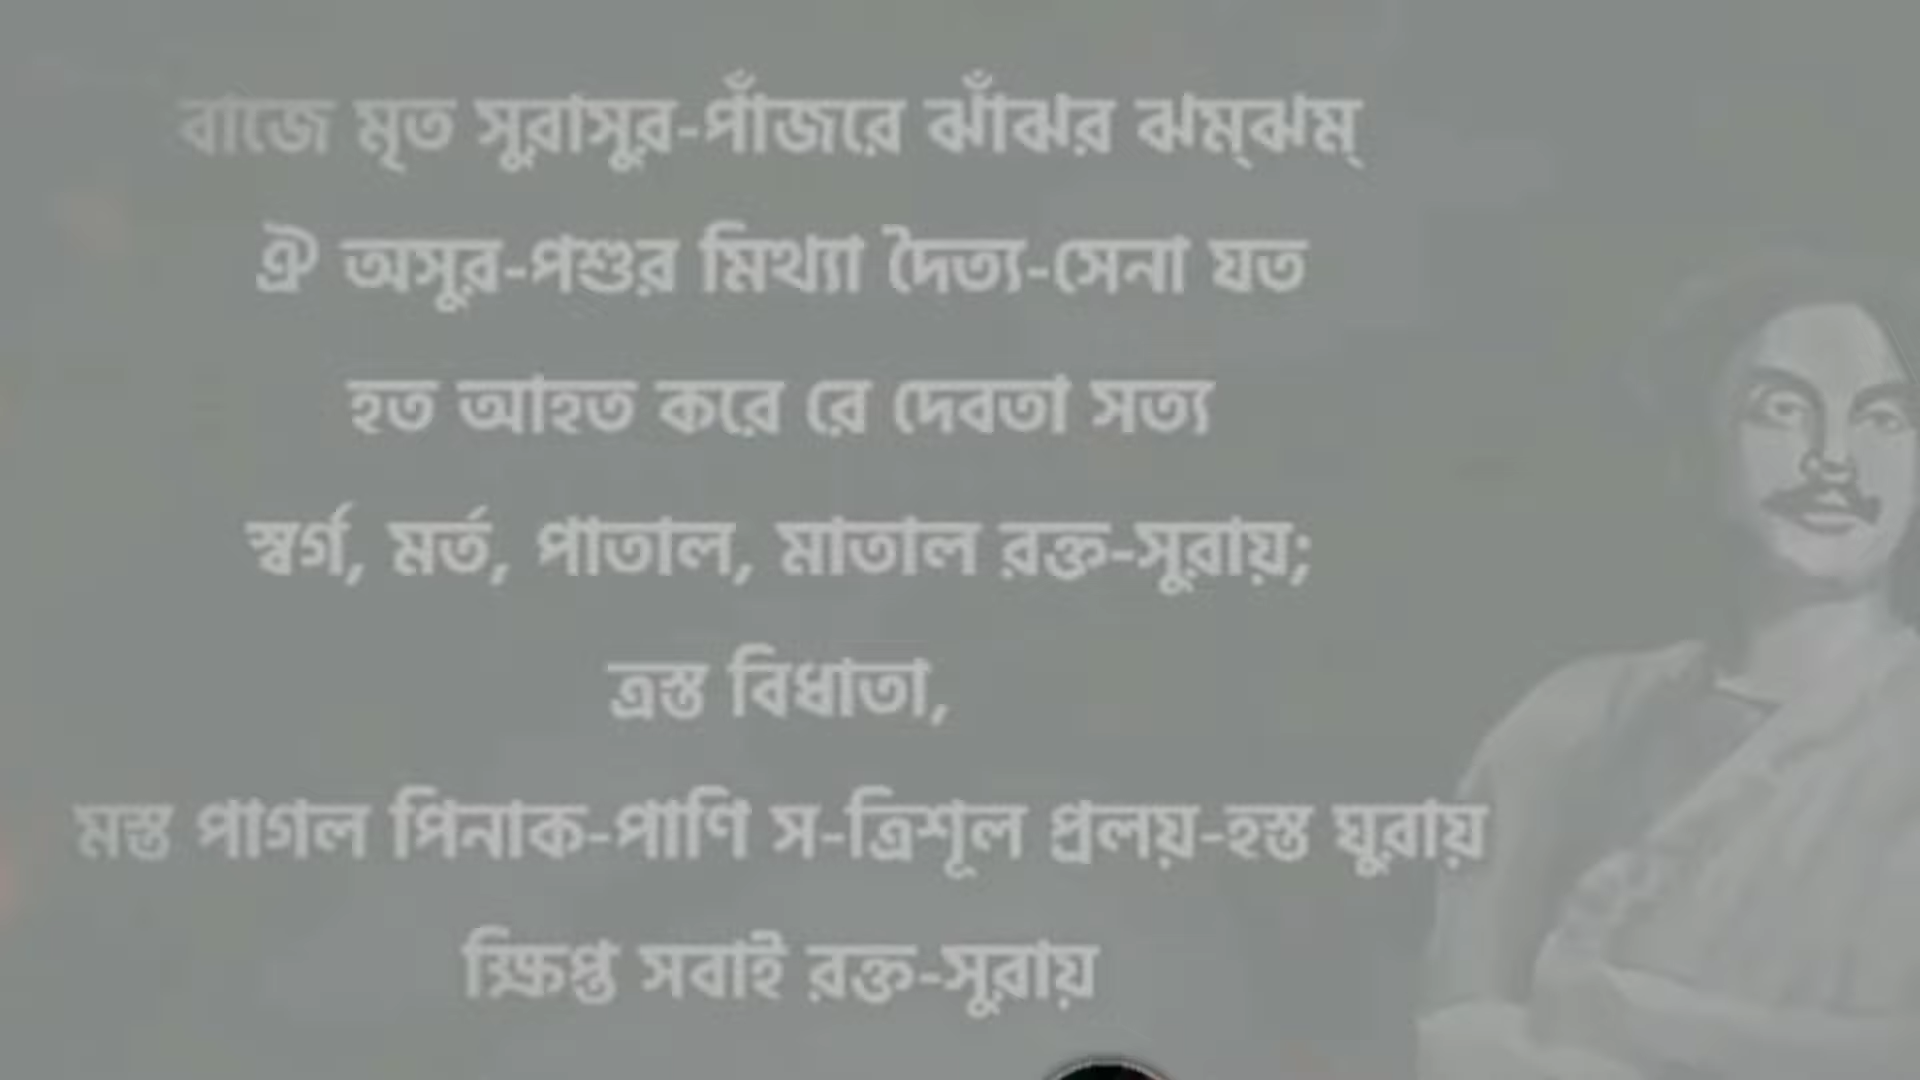 বাজে মৃত সুরাসুর-পাঁজরে ঝাঁঝর ঝম্‌ঝম্
ঐ অসুর-পশুর মিথ্যা দৈত্য-সেনা যত
হত আহত করে রে দেবতা সত্য
স্বর্গ, মর্ত, পাতাল, মাতাল রক্ত-সুরায়;
ত্রস্ত বিধাতা,
মস্ত পাগল পিনাক-পাণি স-ত্রিশূল প্রলয়-হস্ত ঘুরায়
ক্ষিপ্ত সবাই রক্ত-সুরায়